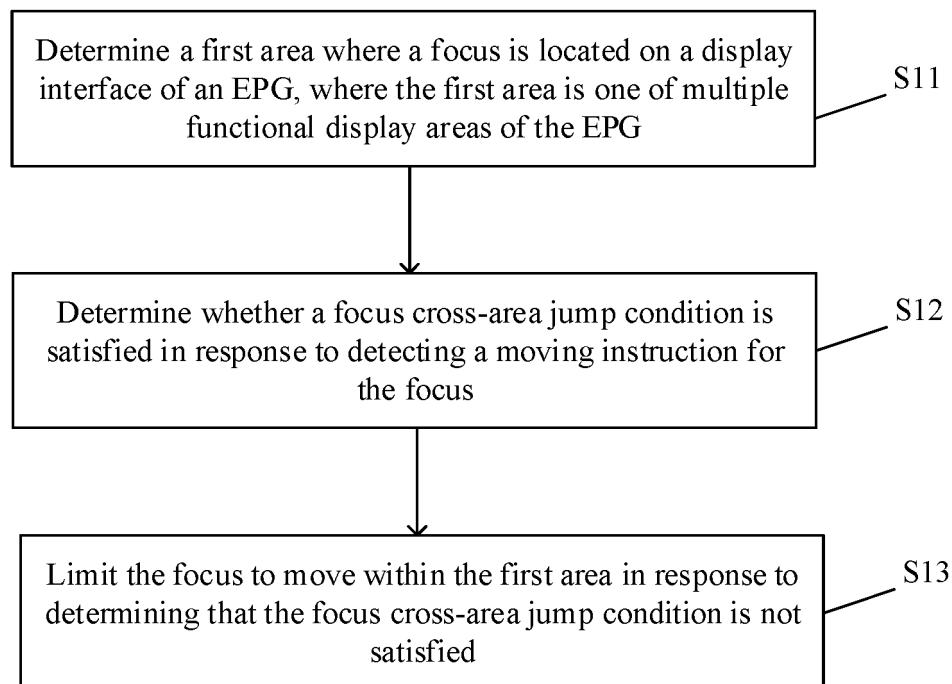 Determine a first area where a focus is located on a display
interface of an EPG, where the first area is one of multiple
functional display areas of the EPG
S11
Determine whether a focus cross-area jump condition is
satisfied in response to detecting a moving instruction for
the focus
S12
Limit the focus to move within the first area in response to
determining that the focus cross-area jump condition is not
satisfied
S13